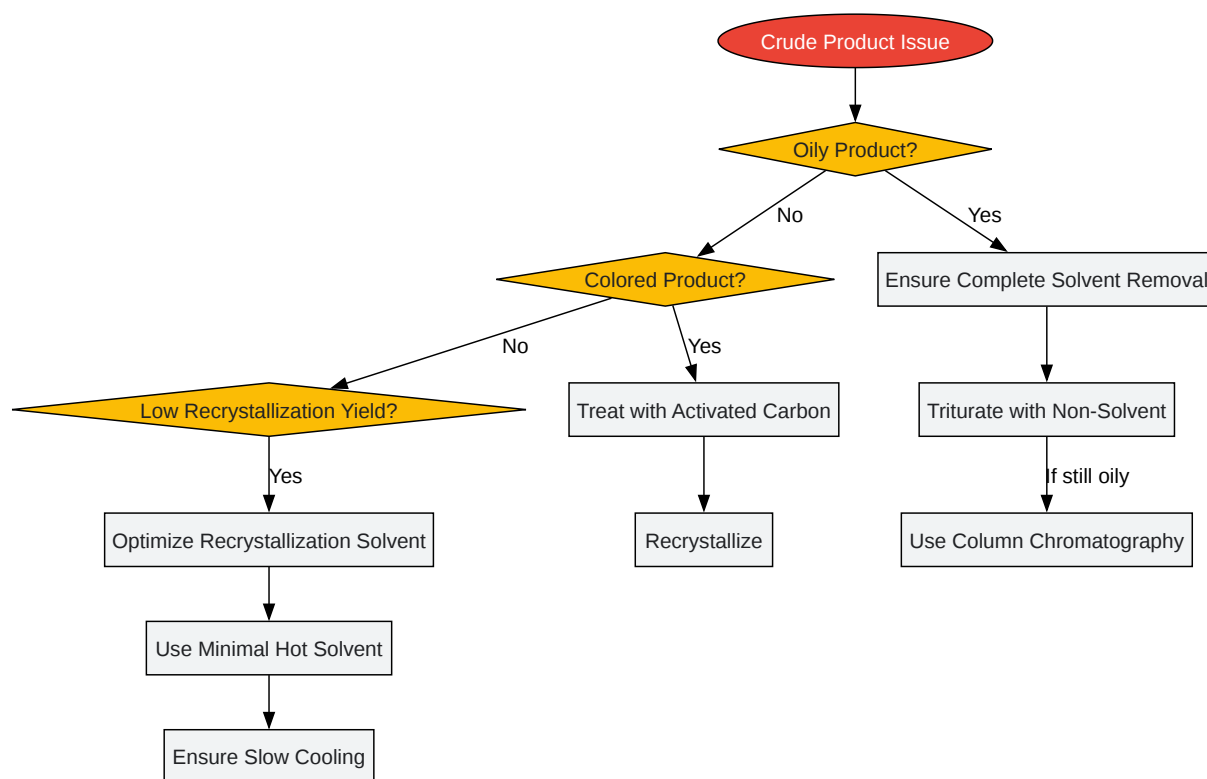 Crude Product Issue
Oily Product?
No
Yes
Colored Product?
Ensure Complete Solvent Removal
No
Yes
Low Recrystallization Yield?
Treat with Activated Carbon
Triturate with Non-Solvent
Yes
If still oily
Optimize Recrystallization Solvent
Recrystallize
Use Column Chromatography
Use Minimal Hot Solvent
Ensure Slow Cooling